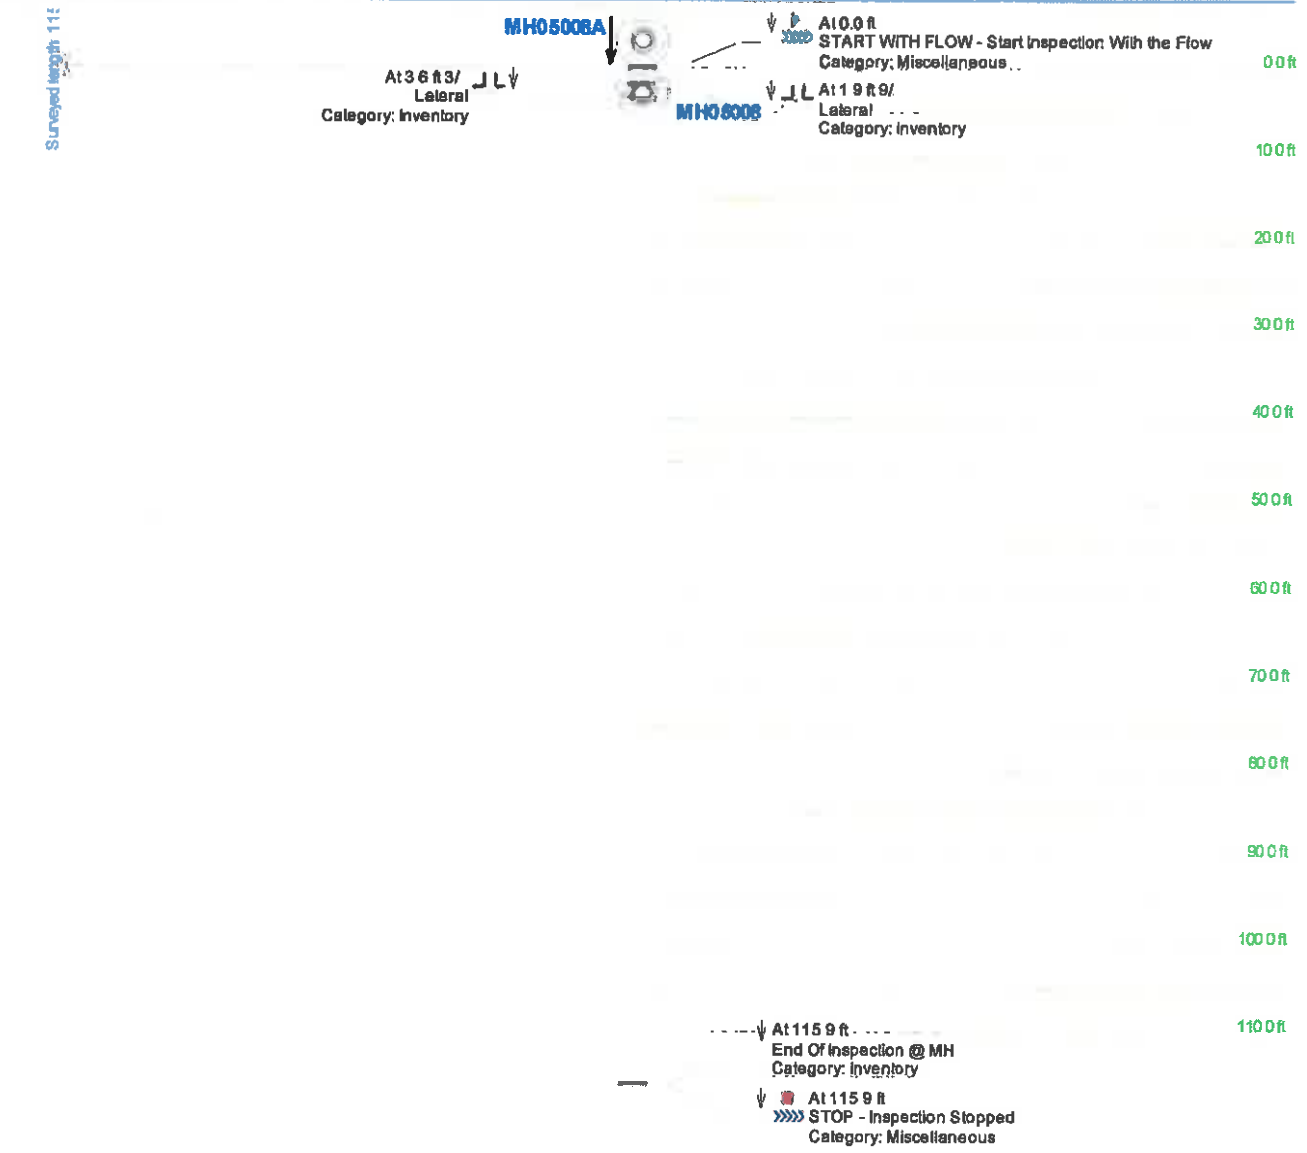 Surveyed length 115
MH05008A
At 0.0 ft
START WITH FLOW - Start Inspection With the Flow
Category: Miscellaneous
0 0 ft
At 3 6 ft 3/
Lateral
Category: Inventory
At 1 9 ft 9/
Lateral
Category: Inventory
MH05008
10 0 ft
20 0 ft
30 0 ft
40 0 ft
50 0 ft
60 0 ft
70 0 ft
80 0 ft
90 0 ft
100 0 ft
110 0 ft
At 115 9 ft
End Of Inspection @ MH
Category: Inventory
At 115 9 ft
STOP - Inspection Stopped
Category: Miscellaneous